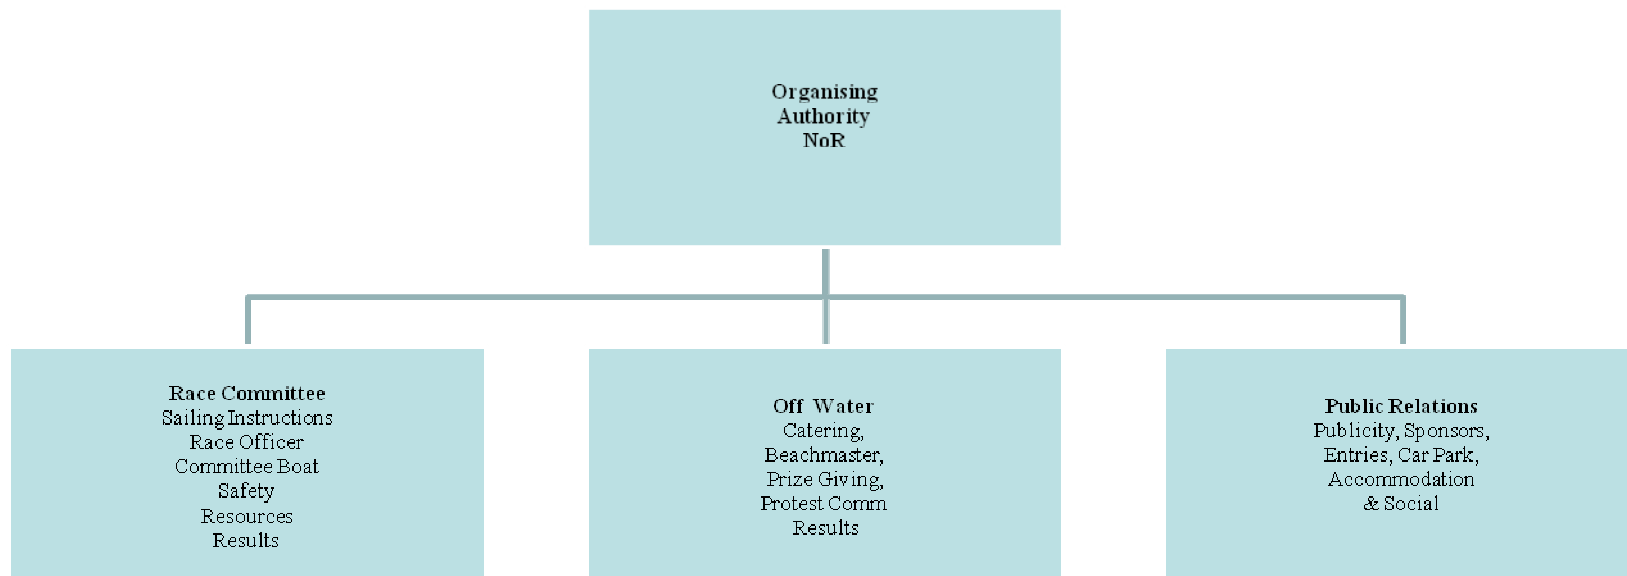 Organising
Authority
NoR
Race Committee
Sailing Instructions
Race Officer
Committee Boat
Safety
Resources
Results
Off Water
Catering,
Beachmaster,
Prize Giving,
Protest Comm
Results
Public Relations
Publicity, Sponsors,
Entries, Car Park,
Accommodation
& Social